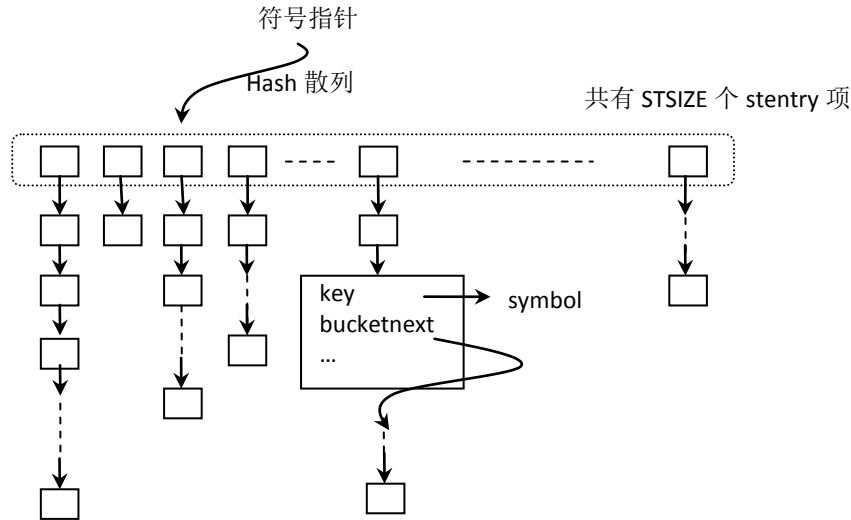 符号指针
Hash 散列
共有 STSIZE 个 stentry 项
key
symbol
bucketnext
...